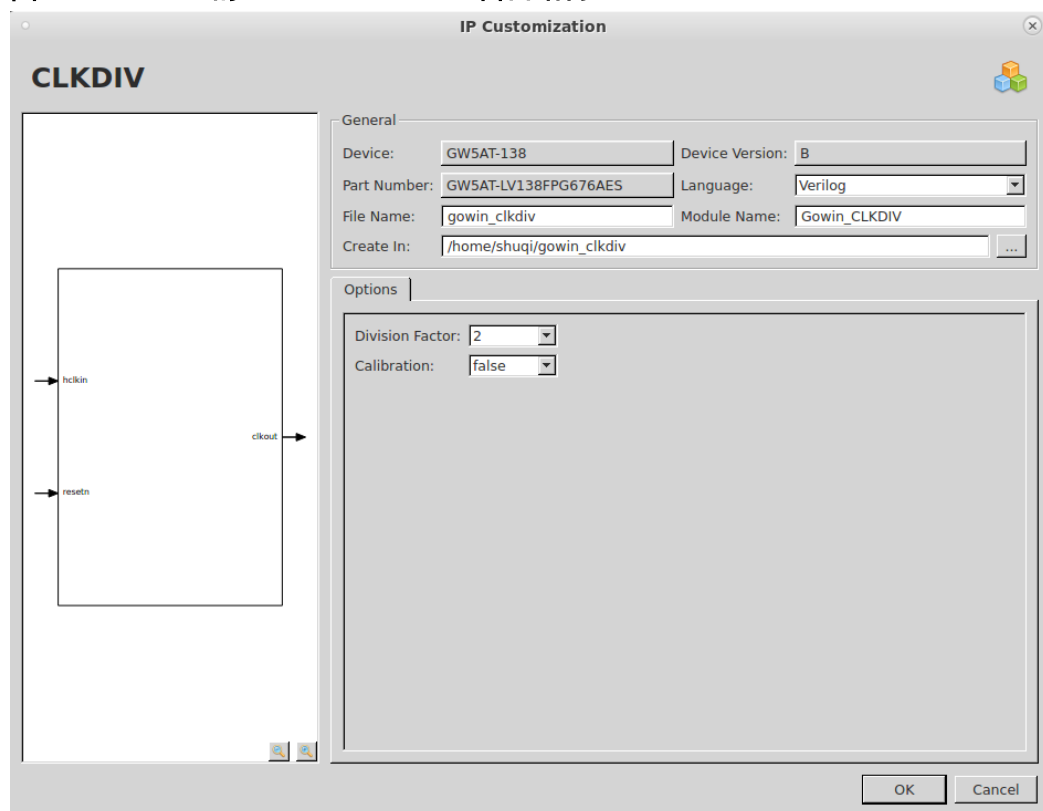 IP Customization
CLKDIV
General
Device: GW5AT-138 Device Version: B
Part Number: GW5AT-LV138FPG676AES Language: Verilog
File Name: gowin_clkdiv Module Name: Gowin_CLKDIV
Create In: /home/shuqi/gowin_clkdiv ...
Options
Division Factor: 2
Calibration: false
hclkin
clkout
resetn
OK Cancel